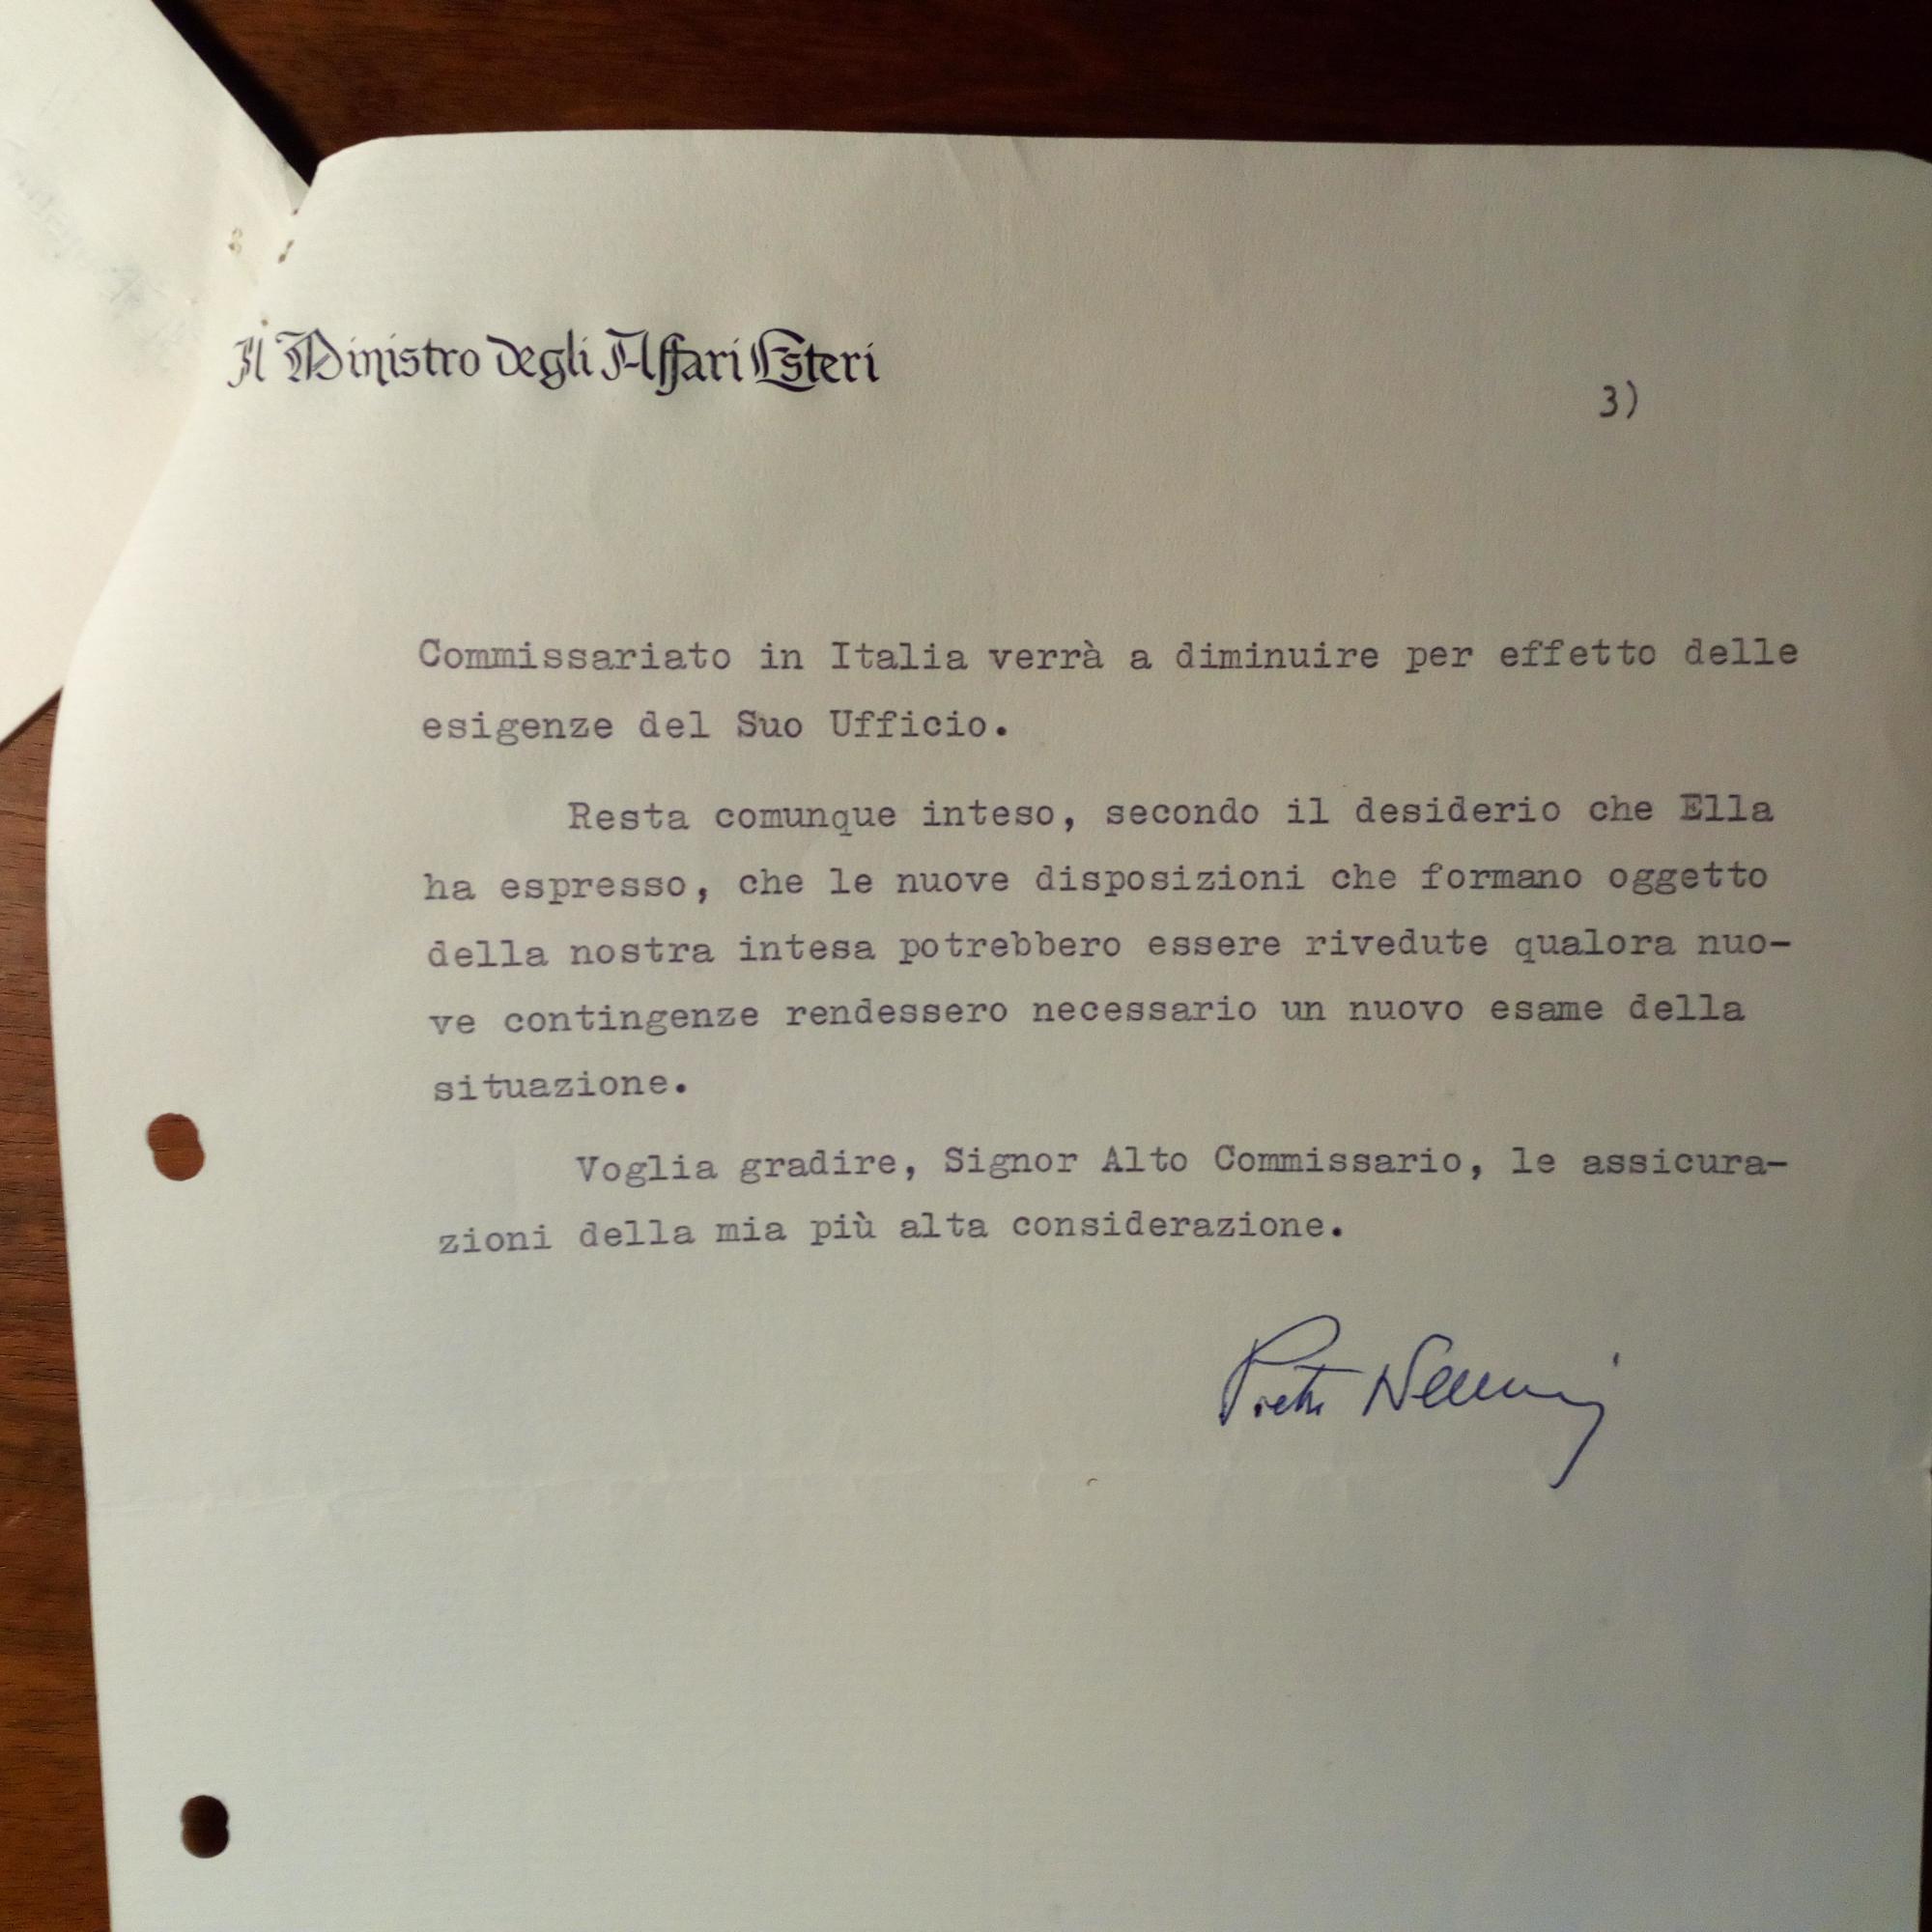 Il Ministro degli Affari Esteri
3)
Commissariato in Italia verrà a diminuire per effetto delle
esigenze del Suo Ufficio.
Resta comunque inteso, secondo il desiderio che Ella
ha espresso, che le nuove disposizioni che formano oggetto
della nostra intesa potrebbero essere rivedute qualora nuo-
ve contingenze rendessero necessario un nuovo esame della
situazione.
Voglia gradire, Signor Alto Commissario, le assicura-
zioni della mia più alta considerazione.
Pietro Nenni